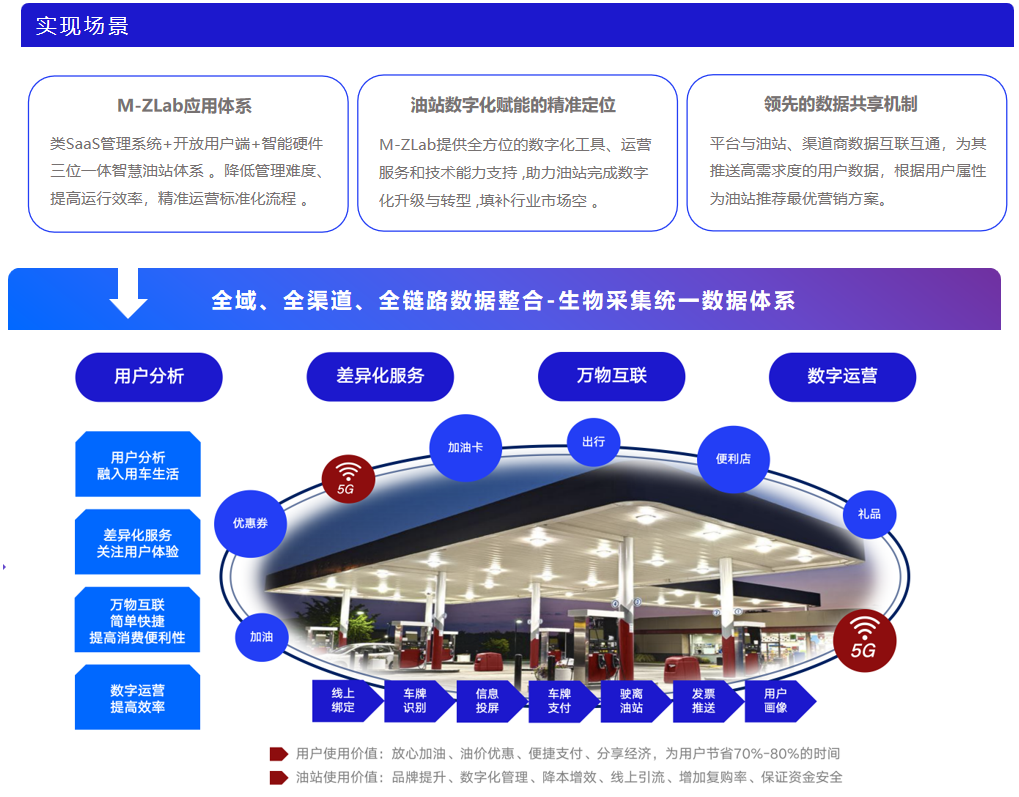 实现场景
M-ZLab应用体系
类SaaS管理系统+开放用户端+智能硬件
三位一体智慧油站体系 。降低管理难度、
提高运行效率，精准运营标准化流程 。
油站数字化赋能的精准定位
M-ZLab提供全方位的数字化工具、运营
服务和技术能力支持 ,助力油站完成数字
化升级与转型 ,填补行业市场空 。
领先的数据共享机制
平台与油站、渠道商数据互联互通，为其
推送高需求度的用户数据，根据用户属性
为油站推荐最优营销方案。
全域、全渠道、全链路数据整合-生物采集统一数据体系
用户分析
差异化服务
万物互联
数字运营
用户分析
融入用车生活
差异化服务
关注用户体验
万物互联
简单快捷
提高消费便利性
数字运营
提高效率
加油
优惠券
5G
加油卡
出行
便利店
礼品
5G
线上
绑定
车牌
识别
信息
投屏
车牌
支付
驶离
油站
发票
推送
用户
画像
用户使用价值：放心加油、油价优惠、便捷支付、分享经济，为用户节省70%-80%的时间
油站使用价值：品牌提升、数字化管理、降本增效、线上引流、增加复购率、保证资金安全